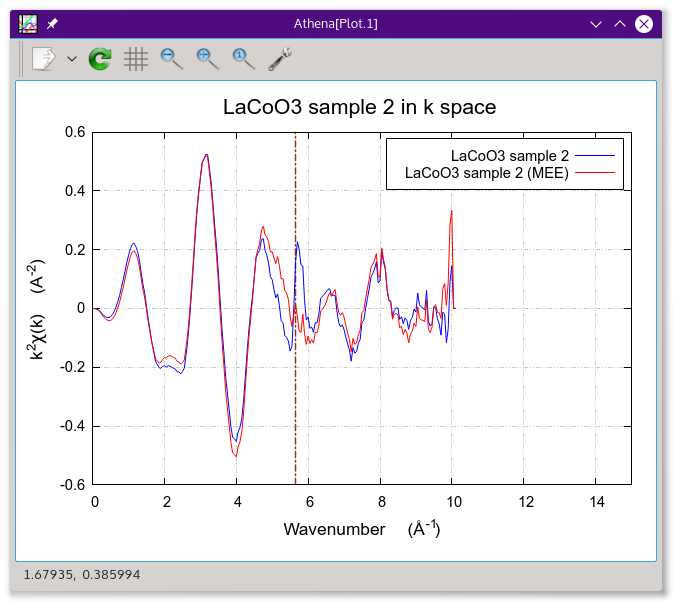 Athena[Plot.1]
LaCoO3 sample 2 in k space
LaCoO3 sample 2
LaCoO3 sample 2 (MEE)
0.6
0.4
0.2
0
-0.2
-0.4
-0.6
k²χ(k) (A⁻²)
0 2 4 6 8 10 12 14
Wavenumber (Å⁻¹)
1.67935, 0.385994